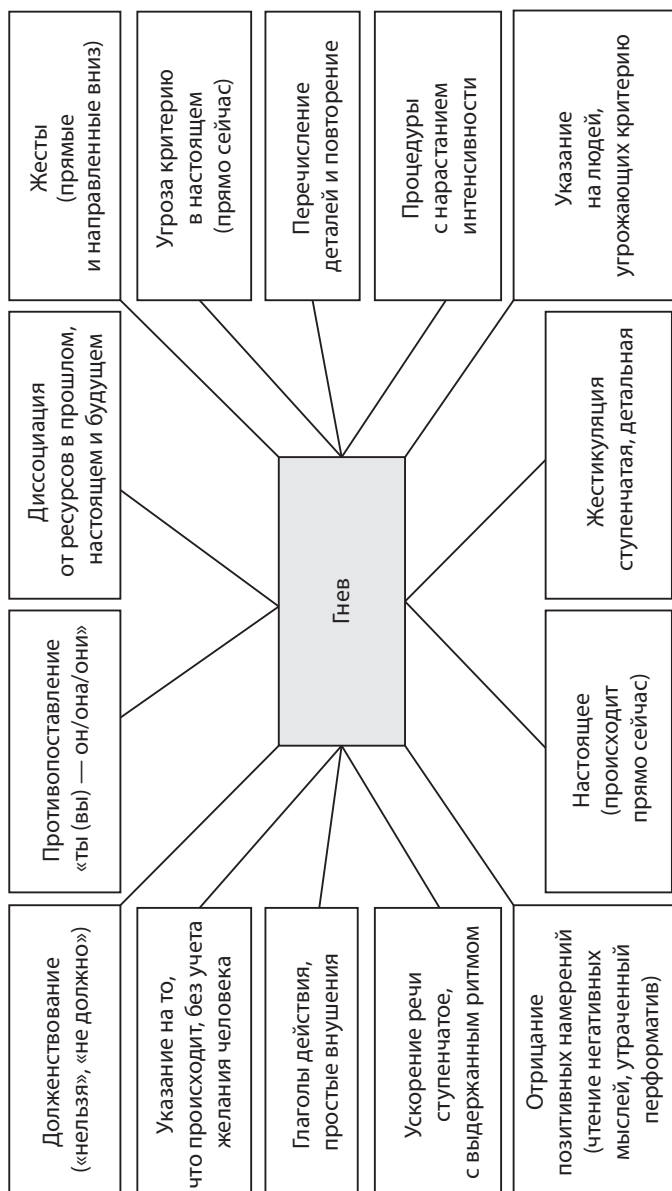 Долженствование
(«нельзя», «не должно»)
Противопоставление
«ты (вы) — он/она/они»
Диссоциация
от ресурсов в прошлом,
настоящем и будущем
Жесты
(прямые
и направленные вниз)
Указание на то,
что происходит, без учета
желания человека
Угроза критерию
в настоящем
(прямо сейчас)
Глаголы действия,
простые внушения
Гнев
Перечисление
деталей и повторение
Ускорение речи
ступенчатое,
с выдержанным ритмом
Процедуры
с нарастанием
интенсивности
Отрицание
позитивных намерений
(чтение негативных
мыслей, утраченный
перформатив)
Настоящее
(происходит
прямо сейчас)
Жестикуляция
ступенчатая, детальная
Указание
на людей,
угрожающих критерию